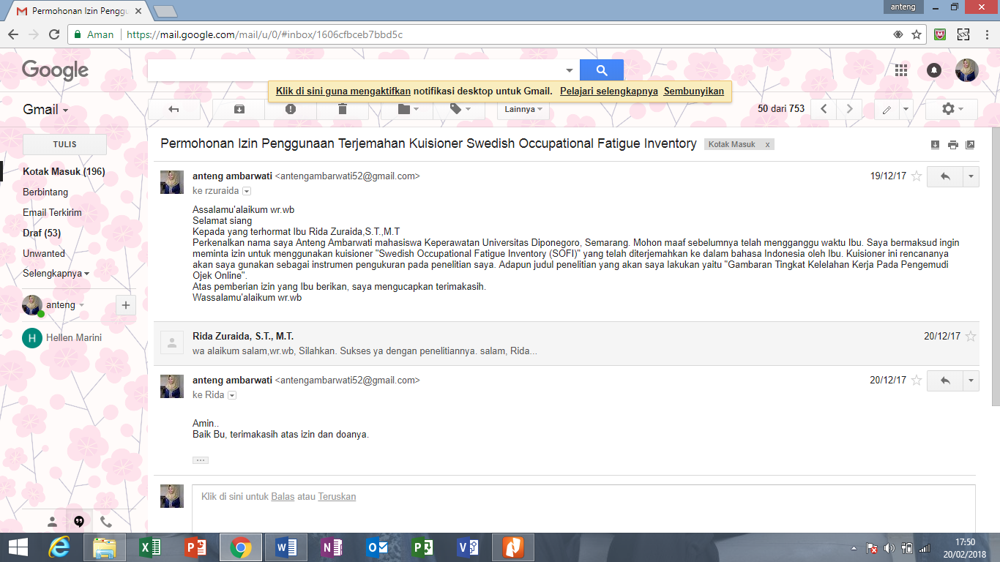 Permohonan Izin Penggu
anteng
Aman https://mail.google.com/mail/u/0/#inbox/1606cfbceb7bbd5c
Google
Klik di sini guna mengaktifkan notifikasi desktop untuk Gmail. Pelajari selengkapnya Sembunyikan
Gmail
Lainnya
50 dari 753
TULIS
Kotak Masuk (196)
Berbintang
Email Terkirim
Draf (53)
Unwanted
Selengkapnya
anteng
H Hellen Marini
Permohonan Izin Penggunaan Terjemahan Kuisioner Swedish Occupational Fatigue Inventory Kotak Masuk x
anteng ambarwati <antengambarwati52@gmail.com> 19/12/17
ke rzuraida
Assalamu'alaikum wr.wb
Selamat siang
Kepada yang terhormat Ibu Rida Zuraida,S.T.,M.T
Perkenalkan nama saya Anteng Ambarwati mahasiswa Keperawatan Universitas Diponegoro, Semarang. Mohon maaf sebelumnya telah mengganggu waktu Ibu. Saya bermaksud ingin
meminta izin untuk menggunakan kuisioner "Swedish Occupational Fatigue Inventory (SOFI)" yang telah diterjemahkan ke dalam bahasa Indonesia oleh Ibu. Kuisioner ini rencananya
akan saya gunakan sebagai instrumen pengukuran pada penelitian saya. Adapun judul penelitian yang akan saya lakukan yaitu "Gambaran Tingkat Kelelahan Kerja Pada Pengemudi
Ojek Online".
Atas pemberian izin yang Ibu berikan, saya mengucapkan terimakasih.
Wassalamu'alaikum wr.wb
Rida Zuraida, S.T., M.T. 20/12/17
wa alaikum salam,wr.wb, Silahkan. Sukses ya dengan penelitiannya. salam, Rida...
anteng ambarwati <antengambarwati52@gmail.com> 20/12/17
ke Rida
Amin..
Baik Bu, terimakasih atas izin dan doanya.
Klik di sini untuk Balas atau Teruskan
17:50
20/02/2018